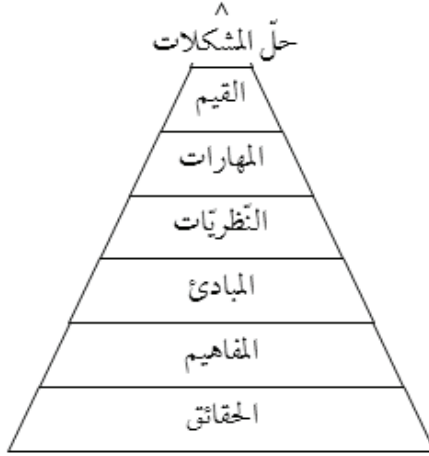 حلّ المشكلات
القيم
المهارات
النّظريّات
المبادئ
المفاهيم
الحقائق